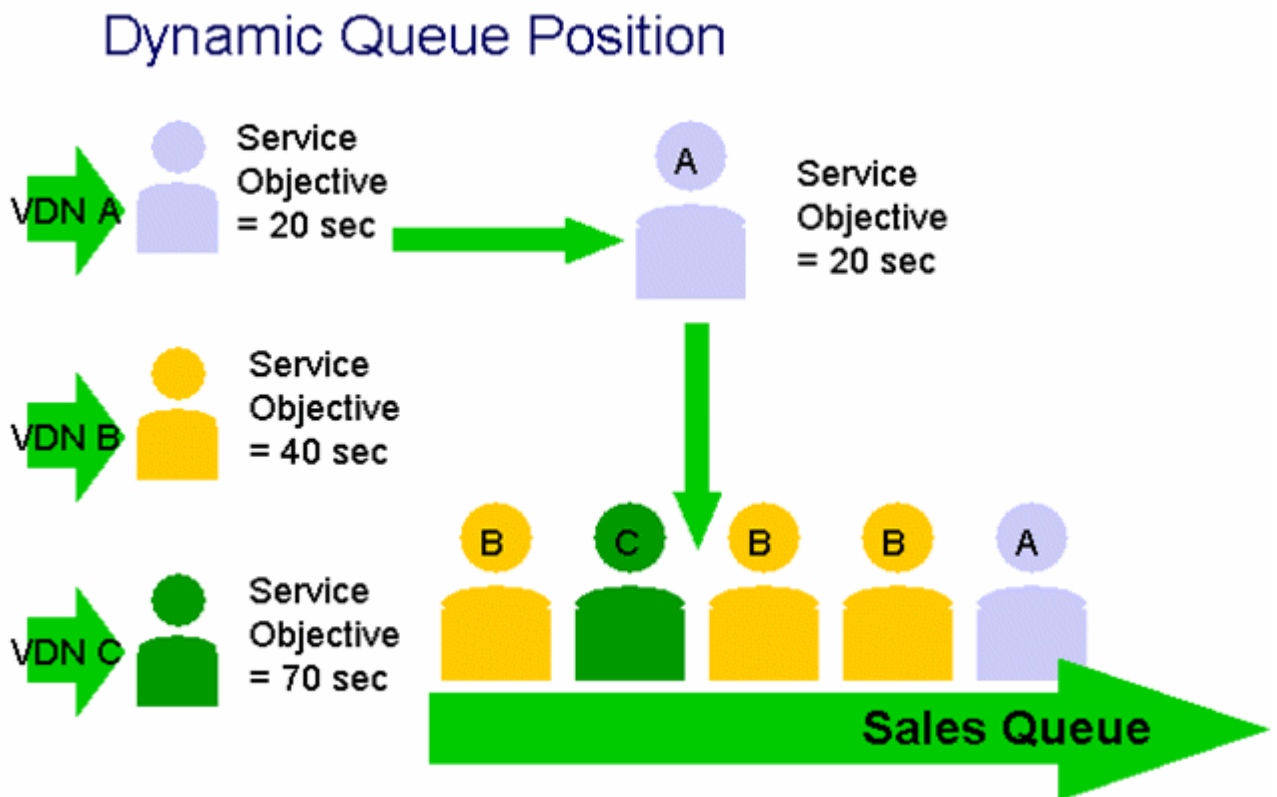 Dynamic Queue Position
VDN A
Service
Objective
= 20 sec
A
Service
Objective
= 20 sec
VDN B
Service
Objective
= 40 sec
VDN C
Service
Objective
= 70 sec
B
C
B
B
A
Sales Queue